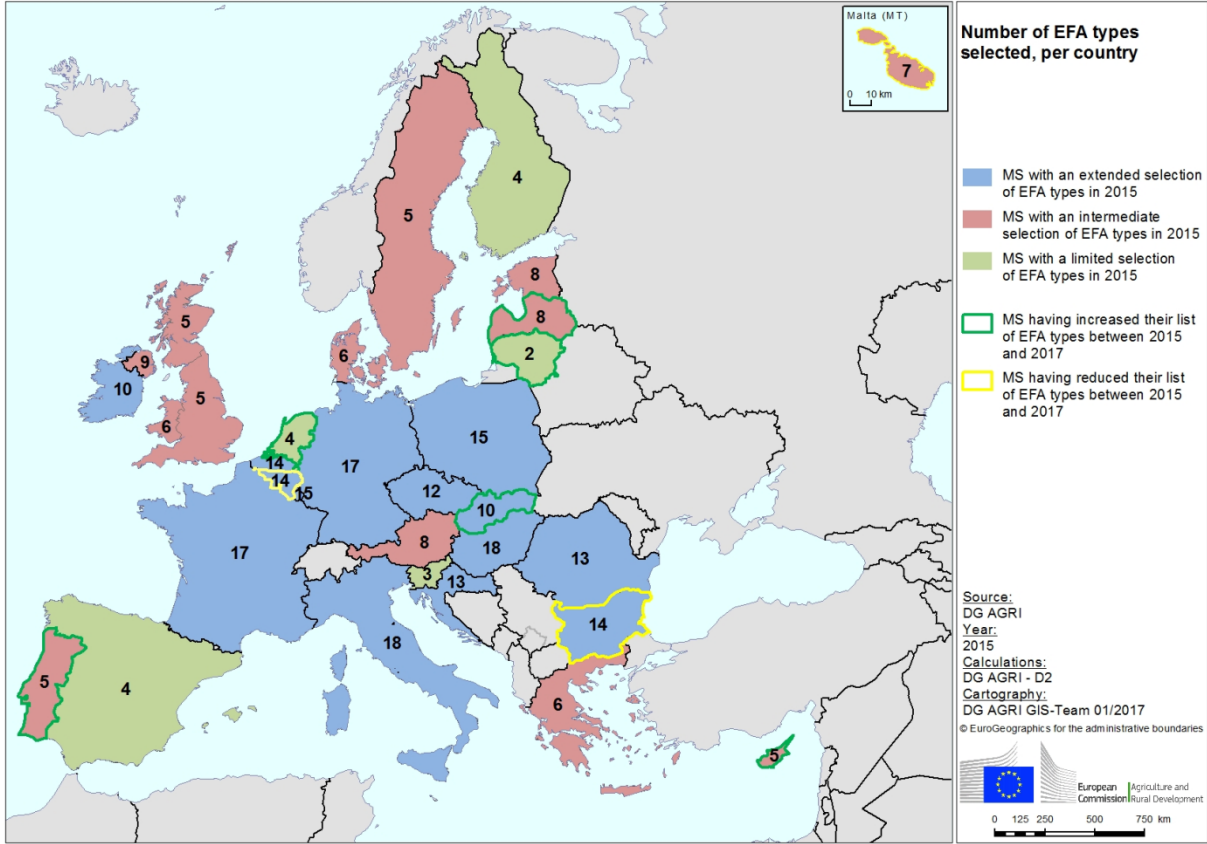 Malta (MT)
7
0 10 km
4
5
8
8
2
5
9
10
5
6
6
4
14
14
15
17
15
12
10
17
8
18
13
3
13
18
14
5
4
6
5
Number of EFA types
selected, per country
MS with an extended selection
of EFA types in 2015
MS with an intermediate
selection of EFA types in 2015
MS with a limited selection
of EFA types in 2015
MS having increased their list
of EFA types between 2015
and 2017
MS having reduced their list
of EFA types between 2015
and 2017
Source:
DG AGRI
Year:
2015
Calculations:
DG AGRI - D2
Cartography:
DG AGRI GIS-Team 01/2017
© EuroGeographics for the administrative boundaries
European
Commission
Agriculture and
Rural Development
0 125 250 500 750 km